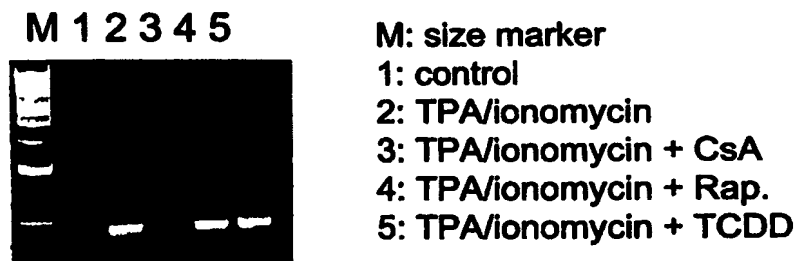 M 1 2 3 4 5
M: size marker
1: control
2: TPA/ionomycin
3: TPA/ionomycin + CsA
4: TPA/ionomycin + Rap.
5: TPA/ionomycin + TCDD